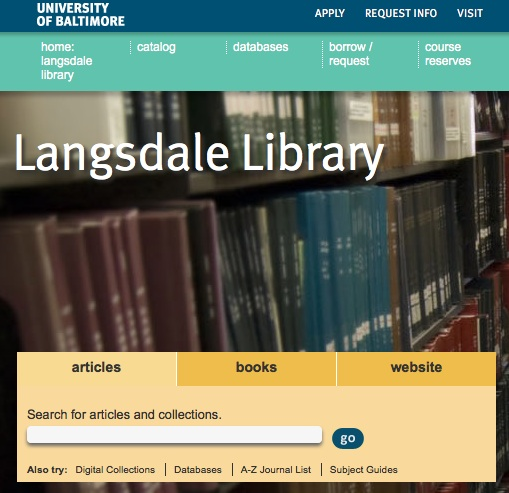 UNIVERSITY
OF BALTIMORE
APPLY REQUEST INFO VISIT
home:
langsdale
library
catalog
databases
borrow /
request
course
reserves
Langsdale Library
articles books website
Search for articles and collections.
go
Also try: Digital Collections Databases A-Z Journal List Subject Guides